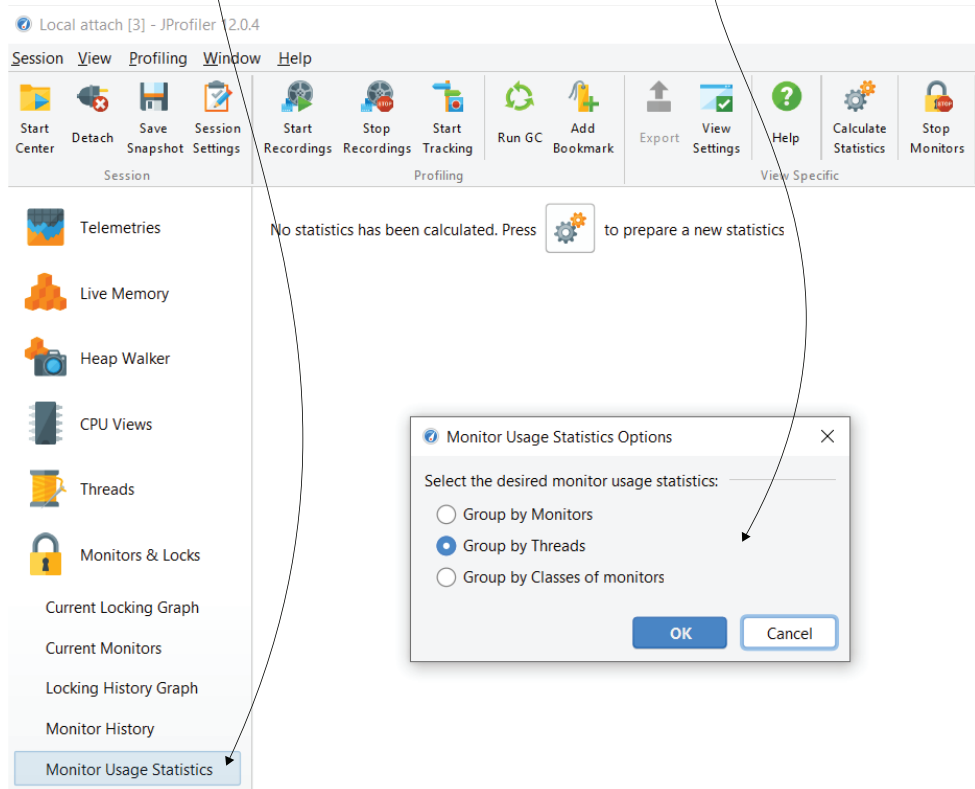 Local attach [3] - JProfiler 12.0.4
Session View Profiling Window Help
Start Center
Detach
Save Snapshot
Session Settings
Start Recordings
Stop Recordings
Start Tracking
Run GC
Add Bookmark
Export
View Settings
Help
Calculate Statistics
Stop Monitors
Session
Profiling
View Specific
Telemetries
Live Memory
Heap Walker
CPU Views
Threads
Monitors & Locks
Current Locking Graph
Current Monitors
Locking History Graph
Monitor History
Monitor Usage Statistics
No statistics has been calculated. Press to prepare a new statistics
Monitor Usage Statistics Options
Select the desired monitor usage statistics:
Group by Monitors
Group by Threads
Group by Classes of monitors
OK Cancel